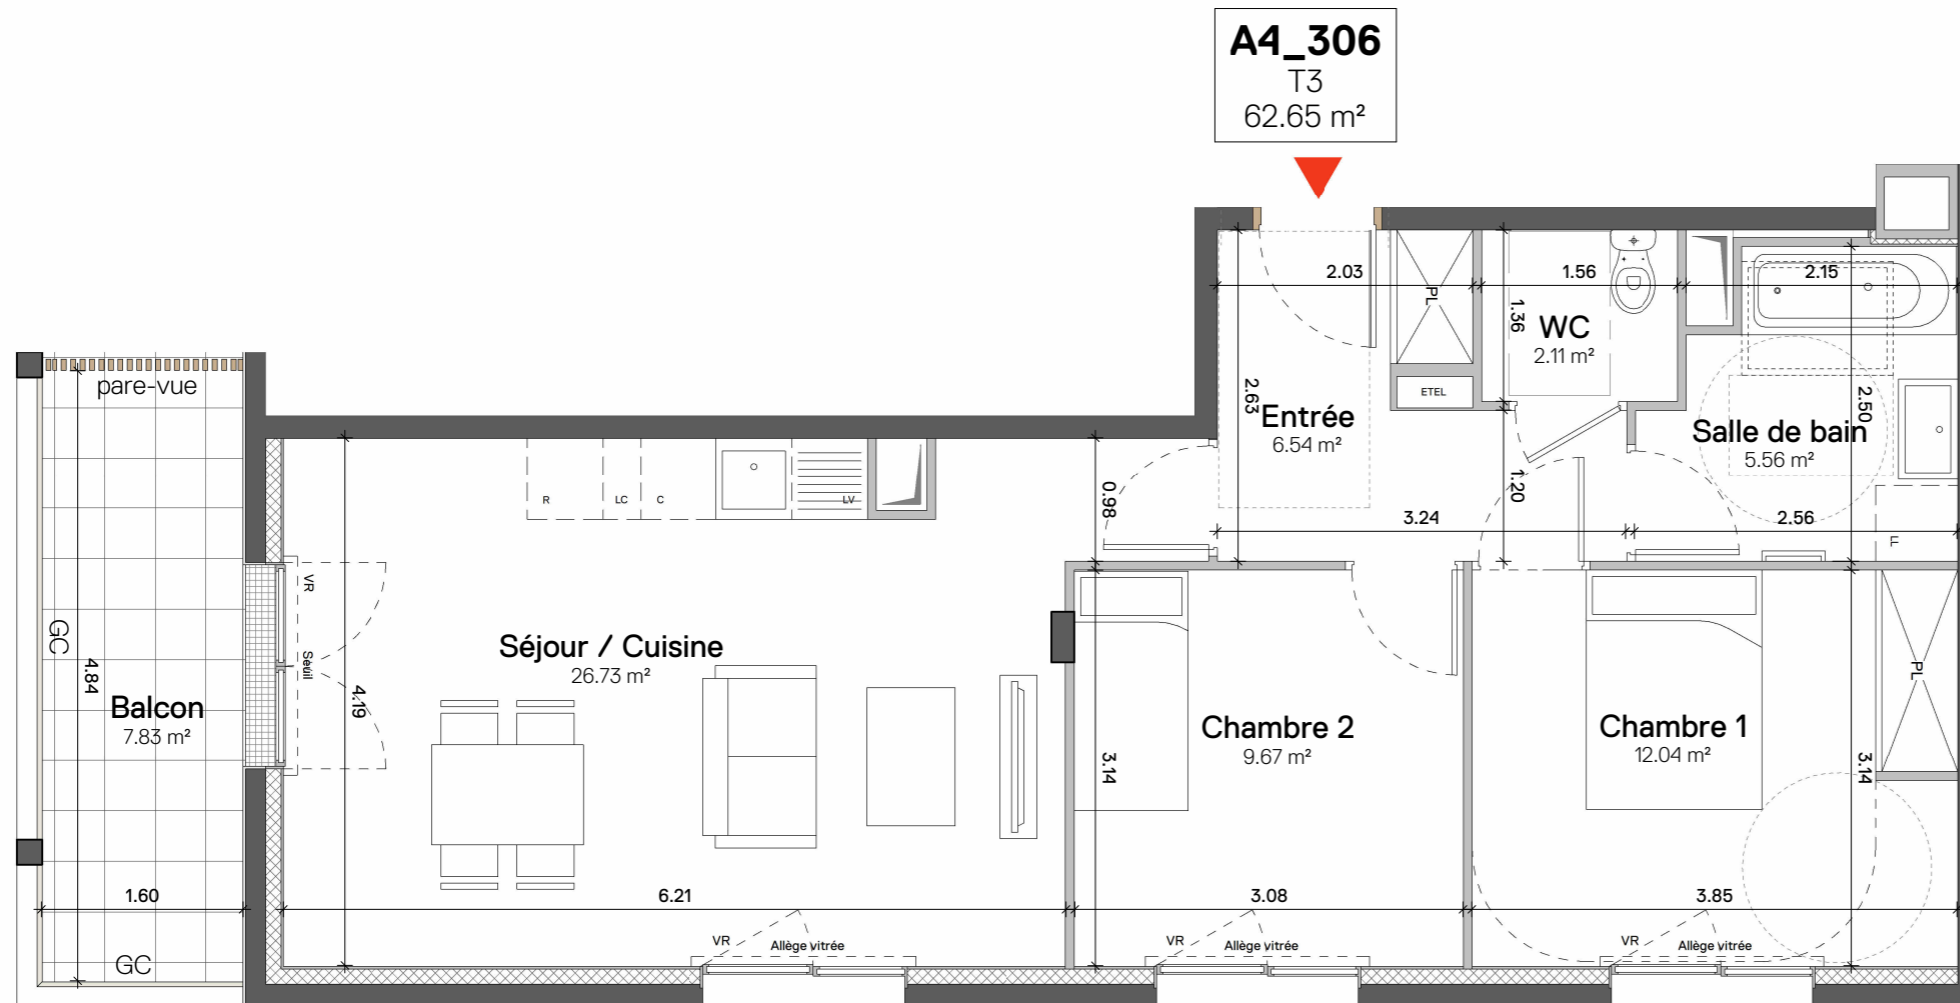 A4_306
T3
62.65 m²
2.03
PL
1.56
2.15
1.36
WC
2.11 m²
ETEL
2.63
Entrée
6.54 m²
2.50
Salle de bain
5.56 m²
pare-vue
R
LC
C
LV
0.98
1.20
3.24
2.56
F
VR
Seuil
GC
4.84
4.19
Balcon
7.83 m²
Séjour / Cuisine
26.73 m²
Chambre 2
9.67 m²
Chambre 1
12.04 m²
PL
3.14
3.14
1.60
6.21
3.08
3.85
VR
Allège vitrée
VR
Allège vitrée
VR
Allège vitrée
GC